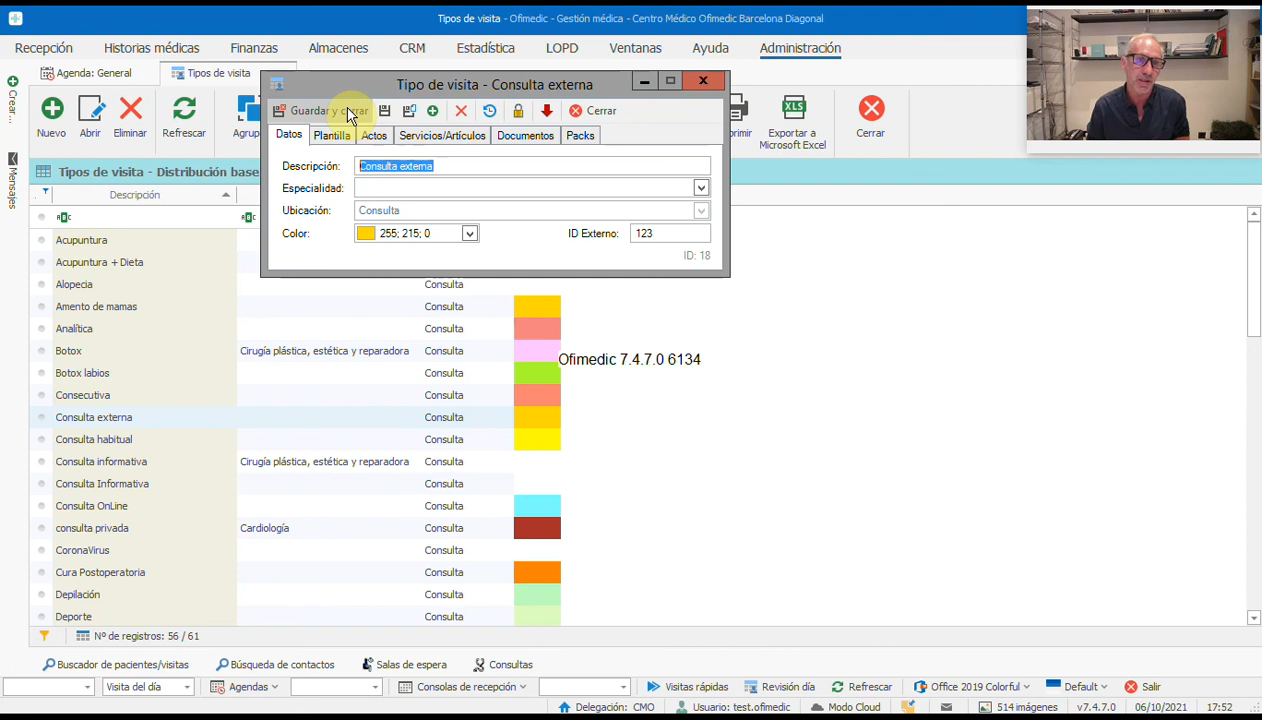 Tipos de visita - Ofimedic - Gestión médica - Centro Médico Ofimedic Barcelona Diagonal
Recepción Historias médicas Finanzas Almacenes CRM Estadística LOPD Ventanas Ayuda Administración
Agenda: General Tipos de visita
Crear...
Mensajes
Nuevo Abrir Eliminar Refrescar Agrup Exportar a Microsoft Excel Cerrar
Tipo de visita - Consulta externa
Guardar y cerrar Cerrar
Datos Plantilla Actos Servicios/Artículos Documentos Packs
Descripción: Consulta externa
Especialidad:
Ubicación: Consulta
Color: 255; 215; 0 ID Externo: 123
ID: 18
Tipos de visita - Distribución base
Descripción
Acupuntura
Acupuntura + Dieta
Alopecia Consulta
Amento de mamas Consulta
Analítica Consulta
Botox Cirugía plástica, estética y reparadora Consulta
Ofimedic 7.4.7.0 6134
Botox labios Consulta
Consecutiva Consulta
Consulta externa Consulta
Consulta habitual Consulta
Consulta informativa Cirugía plástica, estética y reparadora Consulta
Consulta Informativa Consulta
Consulta OnLine Consulta
consulta privada Cardiología Consulta
CoronaVirus Consulta
Cura Postoperatoria Consulta
Depilación Consulta
Deporte Consulta
Nº de registros: 56 / 61
Buscador de pacientes/visitas Búsqueda de contactos Salas de espera Consultas
Visita del día Agendas Consolas de recepción Visitas rápidas Revisión día Refrescar Office 2019 Colorful Default Salir
Delegación: CMO Usuario: test.ofimedic Modo Cloud 514 imágenes v7.4.7.0 06/10/2021 17:52